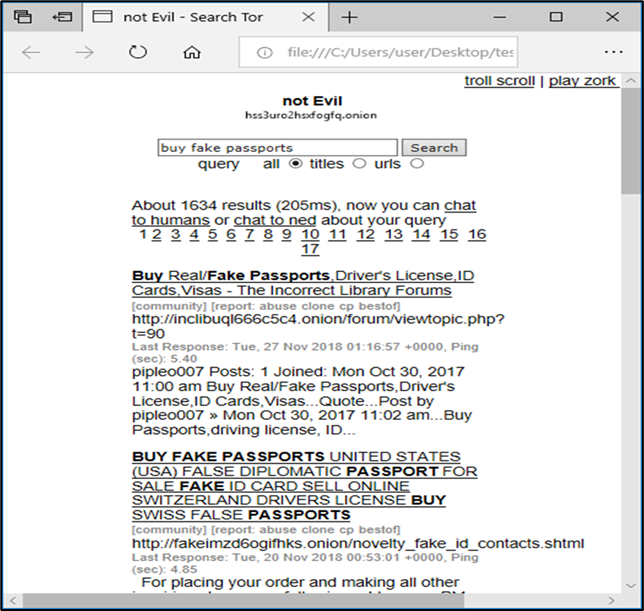 not Evil - Search Tor
file:///C:/Users/user/Desktop/tes
troll scroll | play zork
not Evil
hss3uro2hsxfogfq.onion
buy fake passports Search
query all titles urls
About 1634 results (205ms), now you can chat
to humans or chat to ned about your query
1 2 3 4 5 6 7 8 9 10 11 12 13 14 15 16
17
Buy Real/Fake Passports,Driver's License,ID
Cards,Visas - The Incorrect Library Forums
[community] [report: abuse clone cp bestof]
http://inclibuql666c5c4.onion/forum/viewtopic.php?
t=90
Last Response: Tue, 27 Nov 2018 01:16:57 +0000, Ping
(sec): 5.40
pipleo007 Posts: 1 Joined: Mon Oct 30, 2017
11:00 am Buy Real/Fake Passports,Driver's
License,ID Cards,Visas...Quote...Post by
pipleo007 » Mon Oct 30, 2017 11:02 am...Buy
Passports,driving license, ID...
BUY FAKE PASSPORTS UNITED STATES
(USA) FALSE DIPLOMATIC PASSPORT FOR
SALE FAKE ID CARD SELL ONLINE
SWITZERLAND DRIVERS LICENSE BUY
SWISS FALSE PASSPORTS
[community] [report: abuse clone cp bestof]
http://fakeimzd6ogifhks.onion/novelty_fake_id_contacts.shtml
Last Response: Tue, 20 Nov 2018 00:53:01 +0000, Ping
(sec): 4.85
For placing your order and making all other